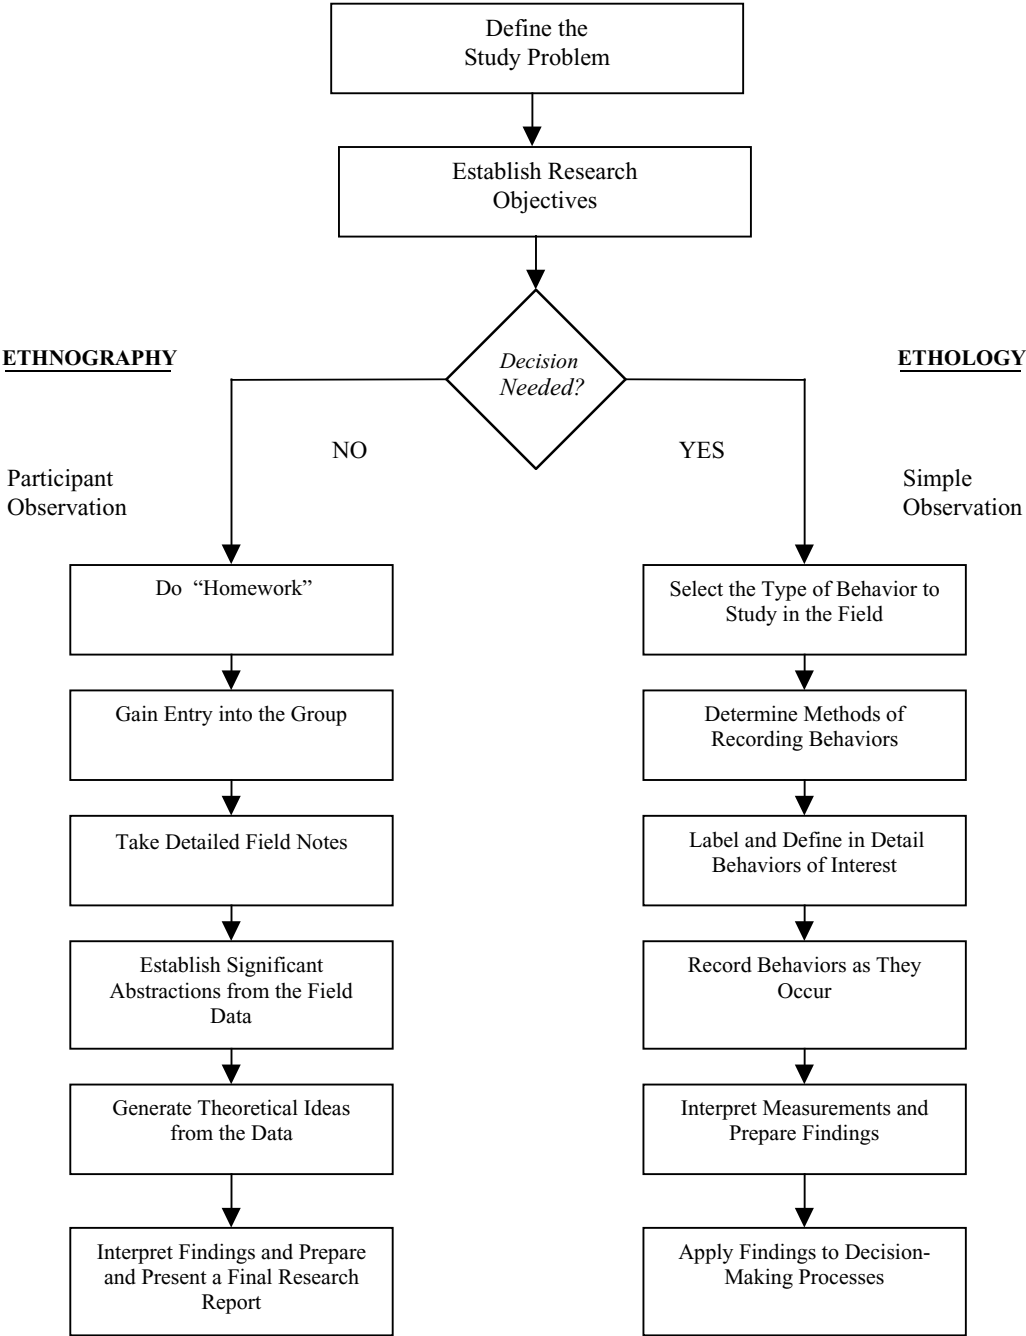 Define the
Study Problem
Establish Research
Objectives
Decision
Needed?
ETHNOGRAPHY
ETHOLOGY
NO
YES
Participant
Observation
Simple
Observation
Do “Homework”
Gain Entry into the Group
Take Detailed Field Notes
Establish Significant
Abstractions from the Field
Data
Generate Theoretical Ideas
from the Data
Interpret Findings and Prepare
and Present a Final Research
Report
Select the Type of Behavior to
Study in the Field
Determine Methods of
Recording Behaviors
Label and Define in Detail
Behaviors of Interest
Record Behaviors as They
Occur
Interpret Measurements and
Prepare Findings
Apply Findings to Decision-
Making Processes